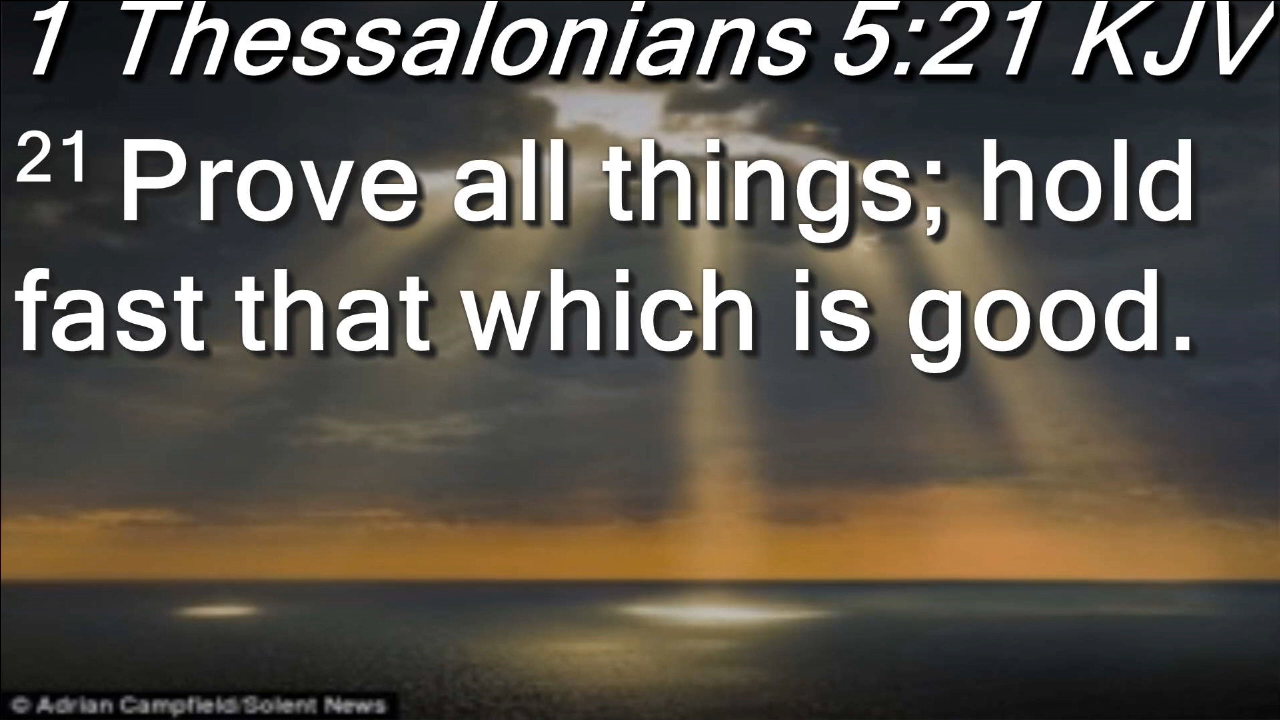 1 Thessalonians 5:21 KJV
21 Prove all things; hold
fast that which is good.
© Adrian Campfield/Solent News